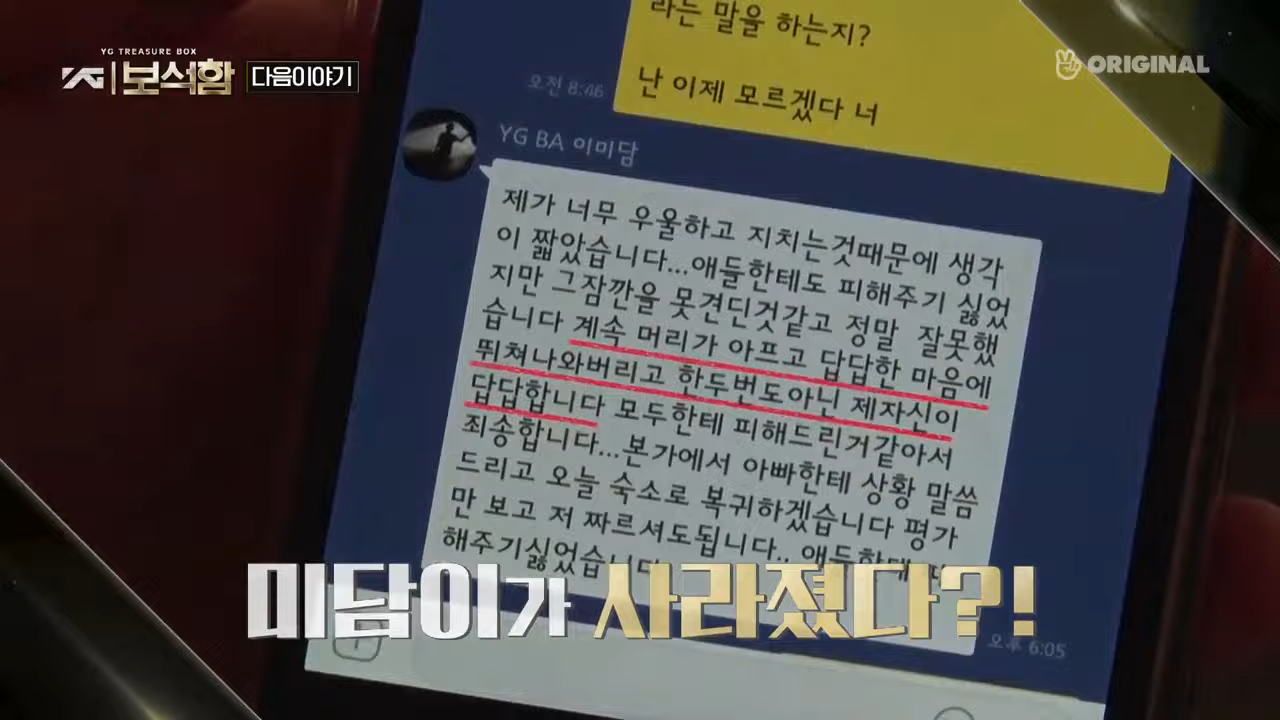 YG TREASURE BOX
YG 보석함 다음이야기
ORIGINAL
라는 말을 하는지?
난 이제 모르겠다 너
오전 8:46
YG BA 이미담
제가 너무 우울하고 지치는것때문에 생각
이 짧았습니다...애들한테도 피해주기 싫었
지만 그잠깐을 못견딘것같고 정말 잘못했
습니다 계속 머리가 아프고 답답한 마음에
뛰쳐나와버리고 한두번도아닌 제자신이
답답합니다 모두한테 피해드린거같아서
죄송합니다...본가에서 아빠한테 상황 말씀
드리고 오늘 숙소로 복귀하겠습니다 평가
만 보고 저 짜르셔도됩니다.. 애들한테
해주기싫었습니다
미담이가 사라졌다?!
오후 6:05